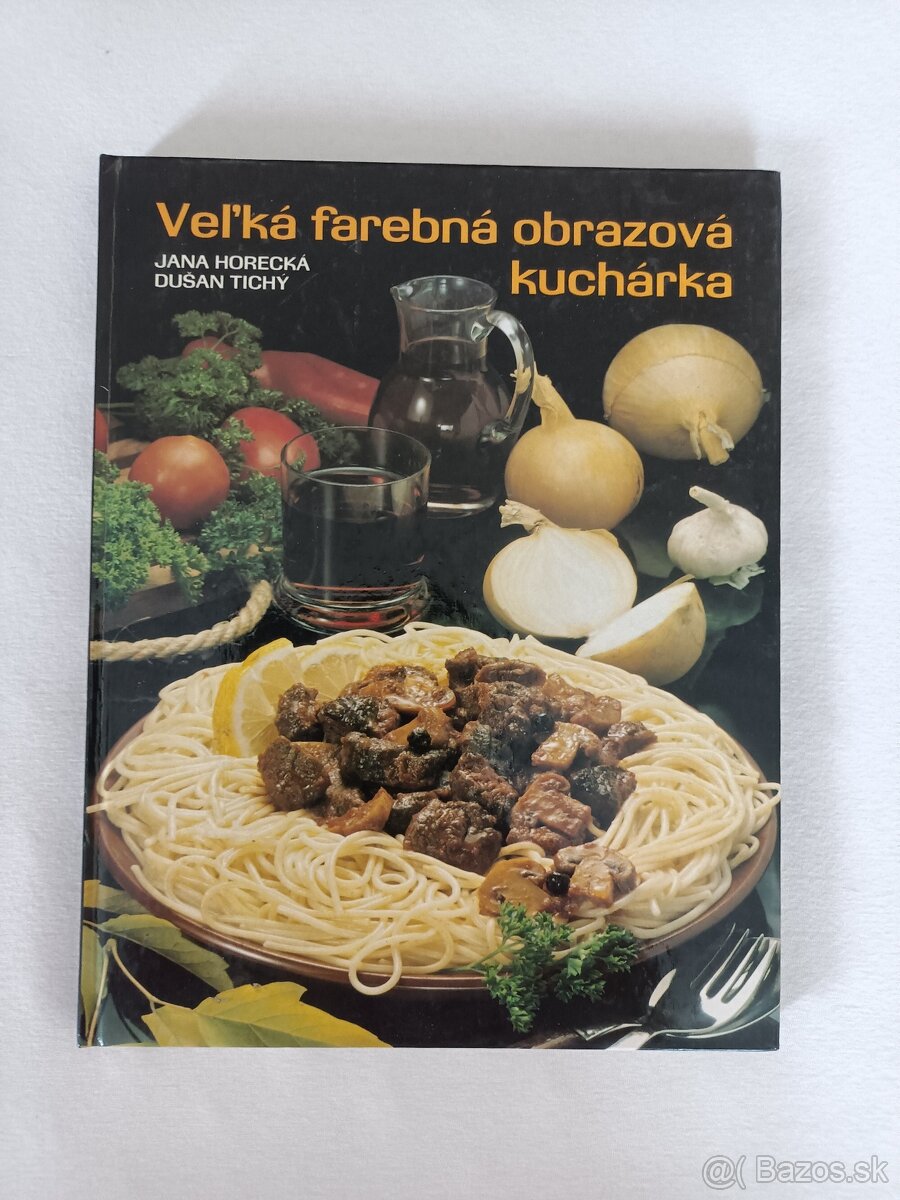 Veľká farebná obrazová
kuchárka
JANA HORECKÁ
DUŠAN TICHÝ
@( Bazos.sk